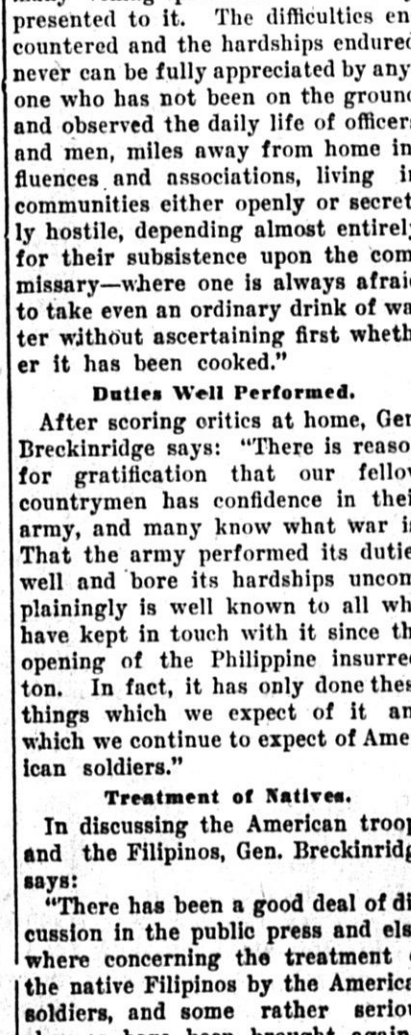 presented to it. The difficulties en
countered and the hardships endured
never can be fully appreciated by any
one who has not been on the ground
and observed the daily life of officer
and men, miles away from home in
fluences and associations, living i
communities either openly or secret
ly hostile, depending almost entirel
for their subsistence upon the com
missary—where one is always afrai
to take even an ordinary drink of wa
ter without ascertaining first wheth
er it has been cooked."
Duties Well Performed.
After scoring critics at home, Gen
Breckinridge says: "There is reaso
for gratification that our fellow
countrymen has confidence in thei
army, and many know what war i
That the army performed its dutie
well and bore its hardships uncom
plainingly is well known to all wh
have kept in touch with it since th
opening of the Philippine insurrec
ton. In fact, it has only done thes
things which we expect of it an
which we continue to expect of Ame
ican soldiers."
Treatment of Natives.
In discussing the American troop
and the Filipinos, Gen. Breckinridg
says:
"There has been a good deal of di
cussion in the public press and els
where concerning the treatment
the native Filipinos by the America
soldiers, and some rather seriou